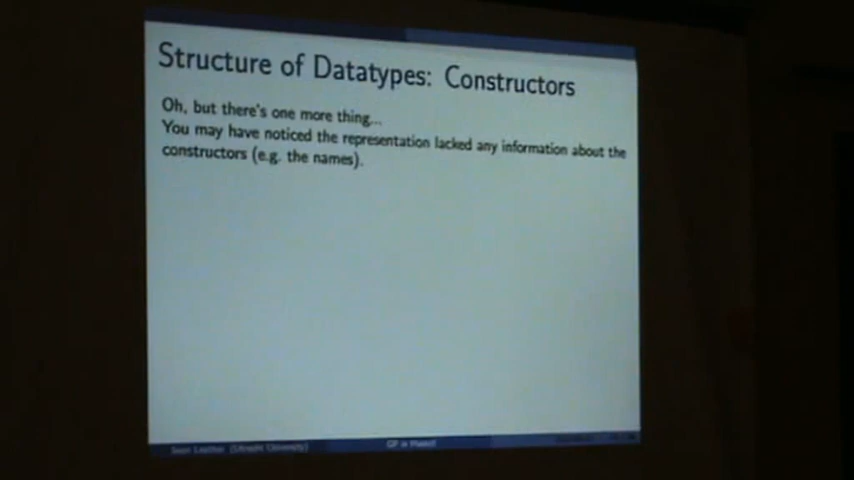 Structure of Datatypes: Constructors
Oh, but there's one more thing...
You may have noticed the representation lacked any information about the
constructors (e.g. the names).
Sean Leather (Utrecht University)
GP in Haskell